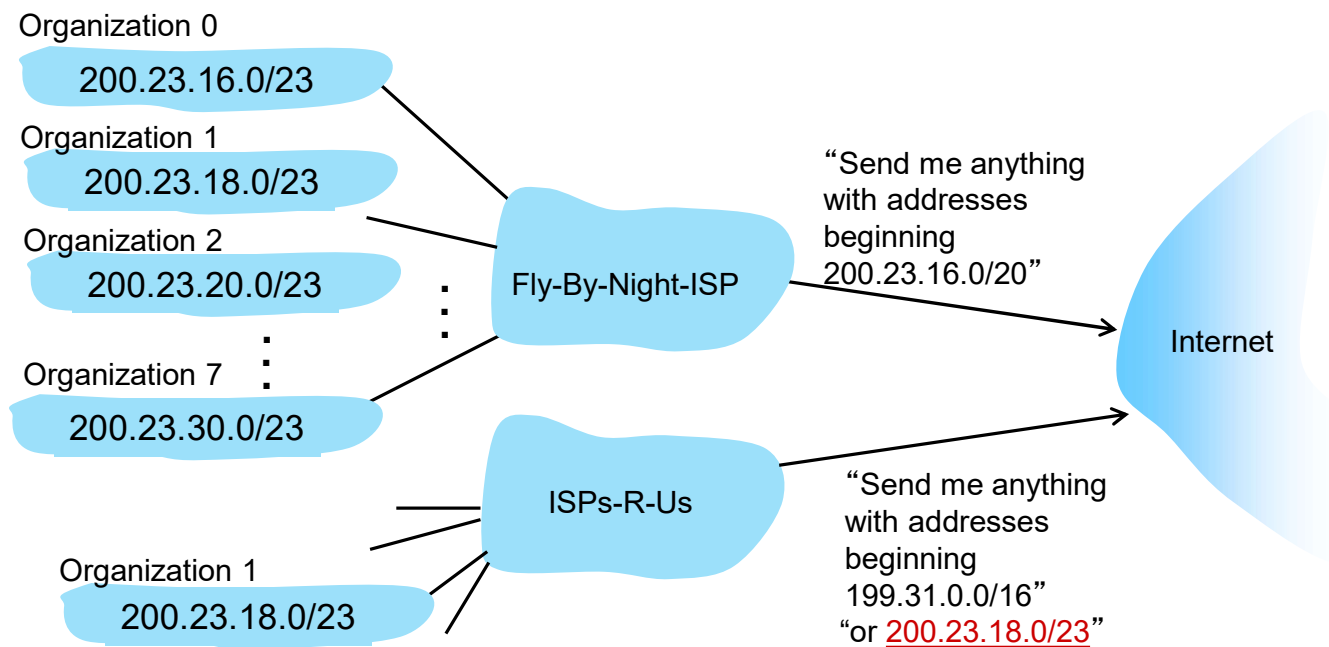 Organization 0
200.23.16.0/23
Organization 1
200.23.18.0/23
Organization 2
200.23.20.0/23
Organization 7
200.23.30.0/23
Fly-By-Night-ISP
“Send me anything
with addresses
beginning
200.23.16.0/20”
Internet
ISPs-R-Us
Organization 1
200.23.18.0/23
“Send me anything
with addresses
beginning
199.31.0.0/16”
“or 200.23.18.0/23”